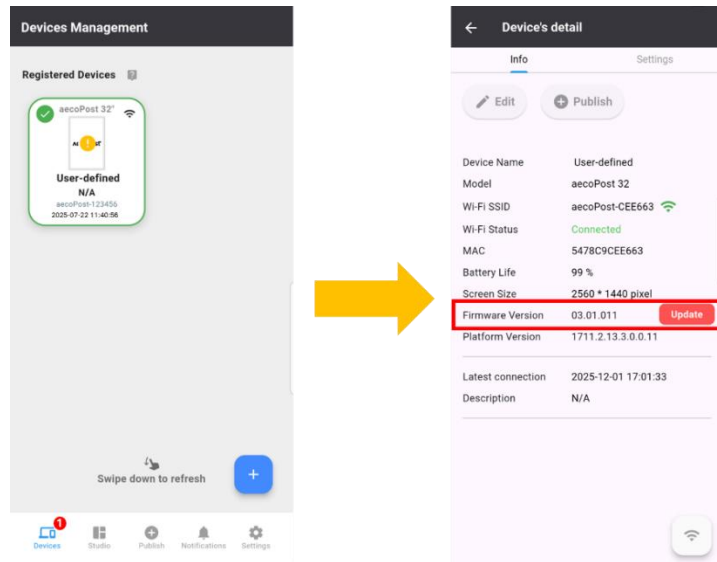 Devices Management
Registered Devices
aecoPost 32"
User-defined
N/A
aecoPost-123456
2025-07-22 11:40:56
Swipe down to refresh
+
1
Devices
Studio
Publish
Notifications
Settings
Device's detail
Info Settings
Edit Publish
Device Name User-defined
Model aecoPost 32
Wi-Fi SSID aecoPost-CEE663
Wi-Fi Status Connected
MAC 5478C9CEE663
Battery Life 99 %
Screen Size 2560 * 1440 pixel
Firmware Version 03.01.011 Update
Platform Version 1711.2.13.3.0.0.11
Latest connection 2025-12-01 17:01:33
Description N/A